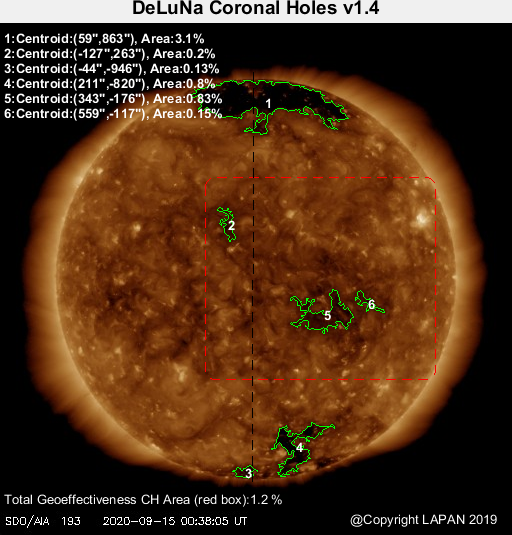 DeLuNa Coronal Holes v1.4
1:Centroid:(59",863"), Area:3.1%
2:Centroid:(-127",263"), Area:0.2%
3:Centroid:(-44",-946"), Area:0.13%
4:Centroid:(211",-820"), Area:0.8%
5:Centroid:(343",-176"), Area:0.83%
6:Centroid:(559",-117"), Area:0.15%
1
2
6
5
4
3
Total Geoeffectiveness CH Area (red box):1.2 %
SDO/AIA 193 2020-09-15 00:38:05 UT
@Copyright LAPAN 2019